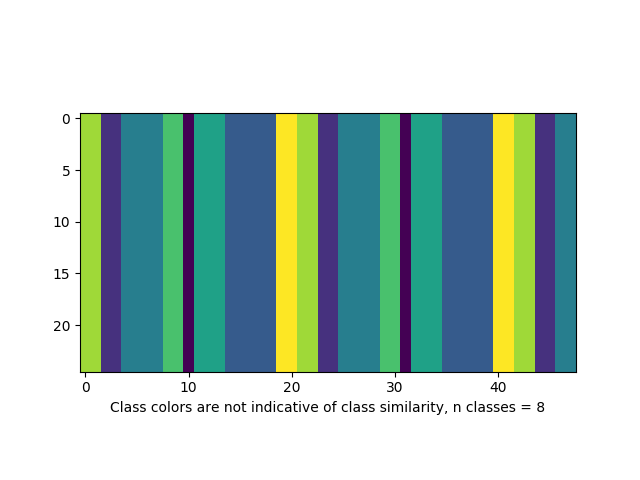 0
5
10
15
20
0 10 20 30 40
Class colors are not indicative of class similarity, n classes = 8